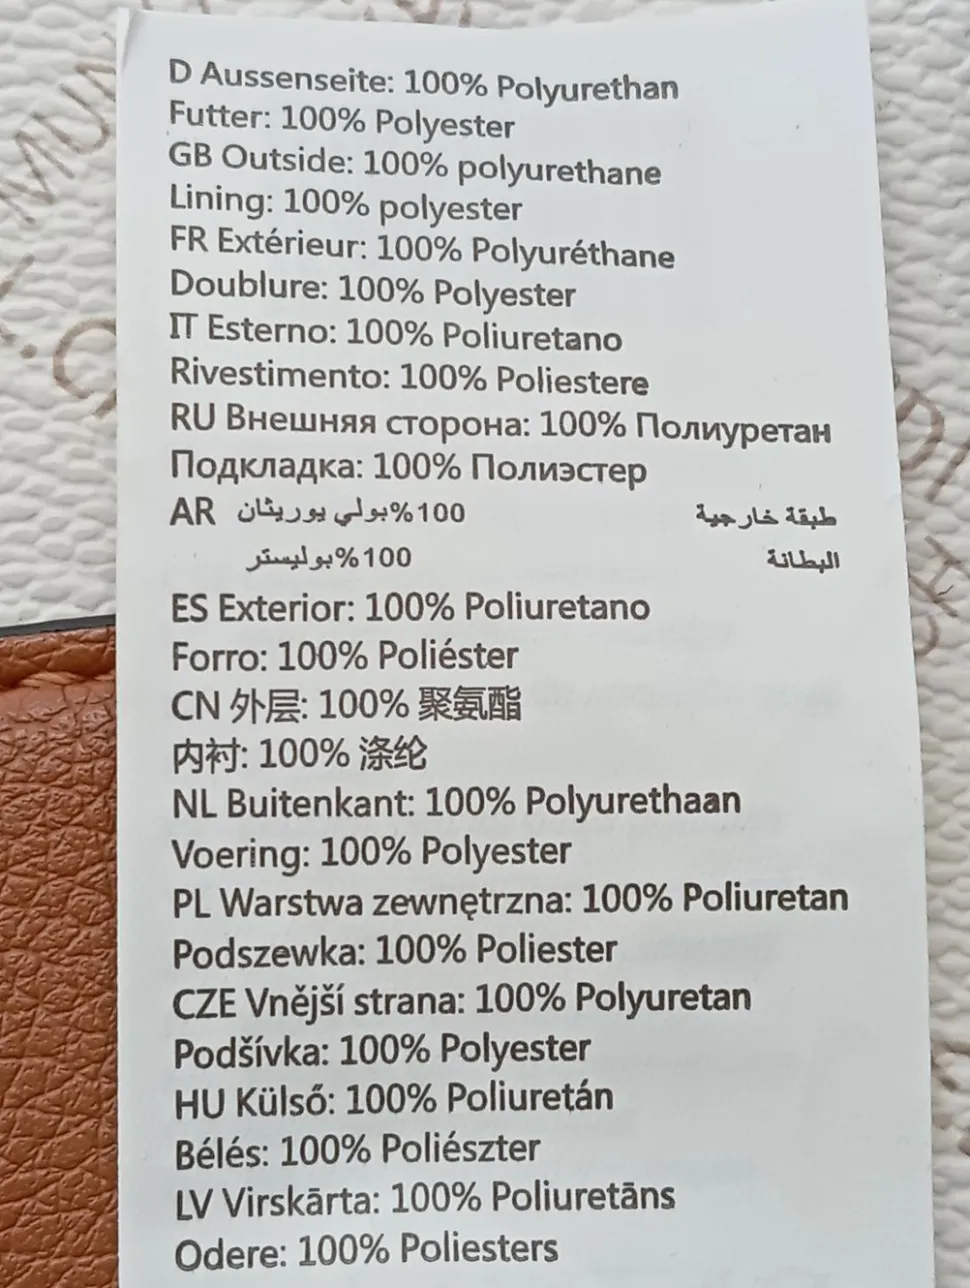 D Aussenseite: 100% Polyurethan
Futter: 100% Polyester
GB Outside: 100% polyurethane
Lining: 100% polyester
FR Extérieur: 100% Polyuréthane
Doublure: 100% Polyester
IT Esterno: 100% Poliuretano
Rivestimento: 100% Poliestere
RU Внешняя сторона: 100% Полиуретан
Подкладка: 100% Полиэстер
AR طبقة خارجية 100%بولي يوريثان
البطانة 100%بوليستر
ES Exterior: 100% Poliuretano
Forro: 100% Poliéster
CN 外层: 100% 聚氨酯
内衬: 100% 涤纶
NL Buitenkant: 100% Polyurethaan
Voering: 100% Polyester
PL Warstwa zewnętrzna: 100% Poliuretan
Podszewka: 100% Poliester
CZE Vnější strana: 100% Polyuretan
Podšívka: 100% Polyester
HU Külső: 100% Poliuretán
Bélés: 100% Poliészter
LV Virskārta: 100% Poliuretāns
Odere: 100% Poliesters